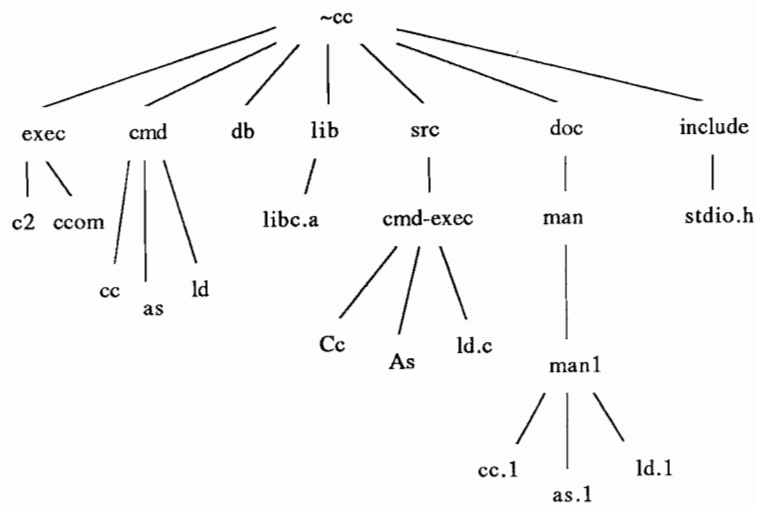 ~cc
exec cmd db lib src doc include
c2 ccom libc.a cmd-exec man stdio.h
cc as ld
Cc As ld.c
man1
cc.1 as.1 ld.1